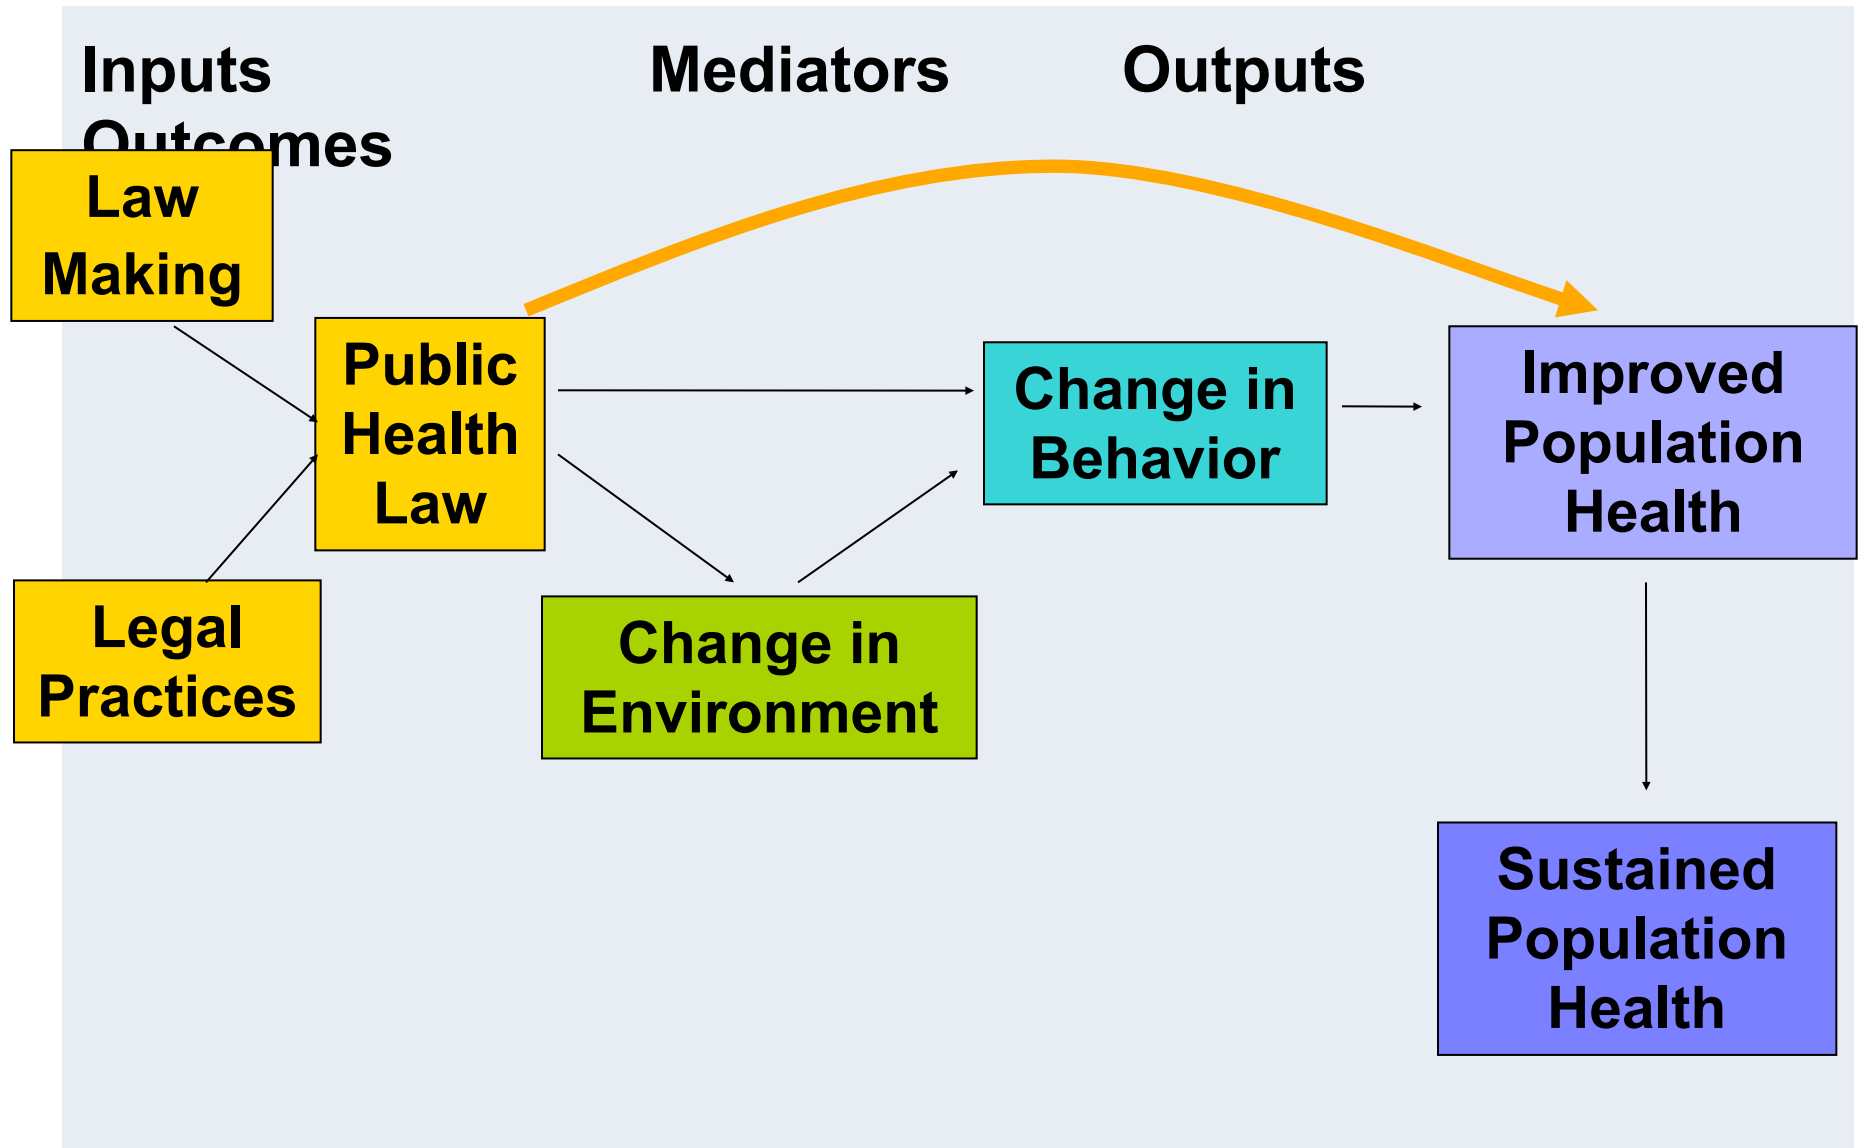 Inputs Mediators Outputs
Outcomes
Law
Making
Public
Health
Law
Legal
Practices
Change in
Environment
Change in
Behavior
Improved
Population
Health
Sustained
Population
Health